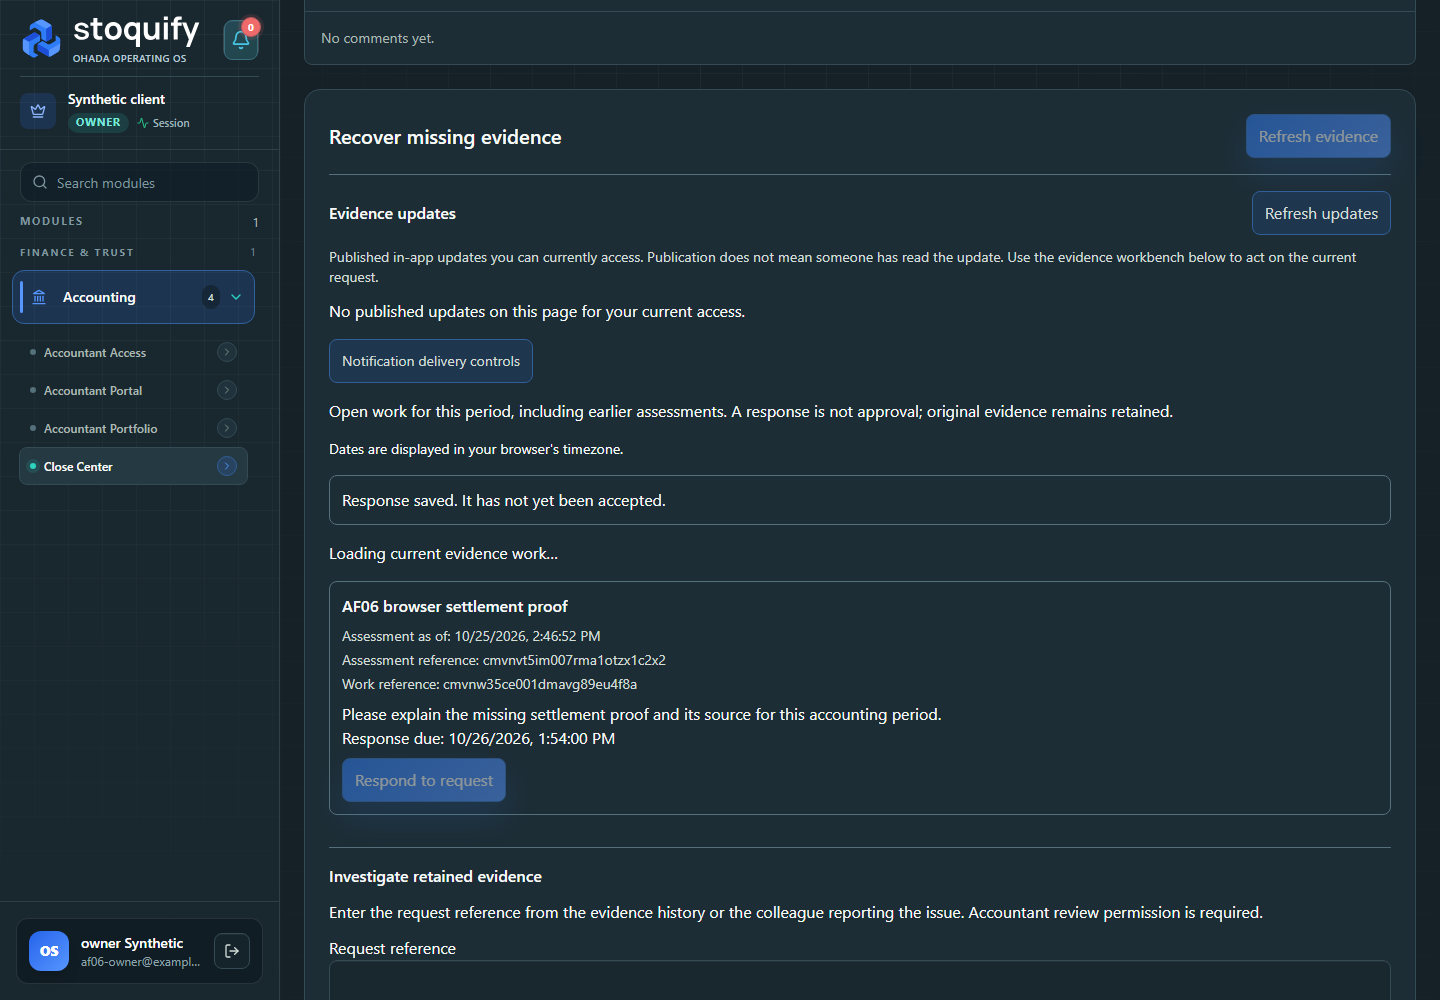 stoquify
OHADA OPERATING OS
0
Synthetic client
OWNER
Session
Search modules
MODULES
1
FINANCE & TRUST
1
Accounting
4
Accountant Access
Accountant Portal
Accountant Portfolio
Close Center
OS
owner Synthetic
af06-owner@exampl...
No comments yet.
Recover missing evidence
Refresh evidence
Evidence updates
Refresh updates
Published in-app updates you can currently access. Publication does not mean someone has read the update. Use the evidence workbench below to act on the current
request.
No published updates on this page for your current access.
Notification delivery controls
Open work for this period, including earlier assessments. A response is not approval; original evidence remains retained.
Dates are displayed in your browser's timezone.
Response saved. It has not yet been accepted.
Loading current evidence work...
AF06 browser settlement proof
Assessment as of: 10/25/2026, 2:46:52 PM
Assessment reference: cmvnvt5im007rma1otzx1c2x2
Work reference: cmvnw35ce001dmavg89eu4f8a
Please explain the missing settlement proof and its source for this accounting period.
Response due: 10/26/2026, 1:54:00 PM
Respond to request
Investigate retained evidence
Enter the request reference from the evidence history or the colleague reporting the issue. Accountant review permission is required.
Request reference